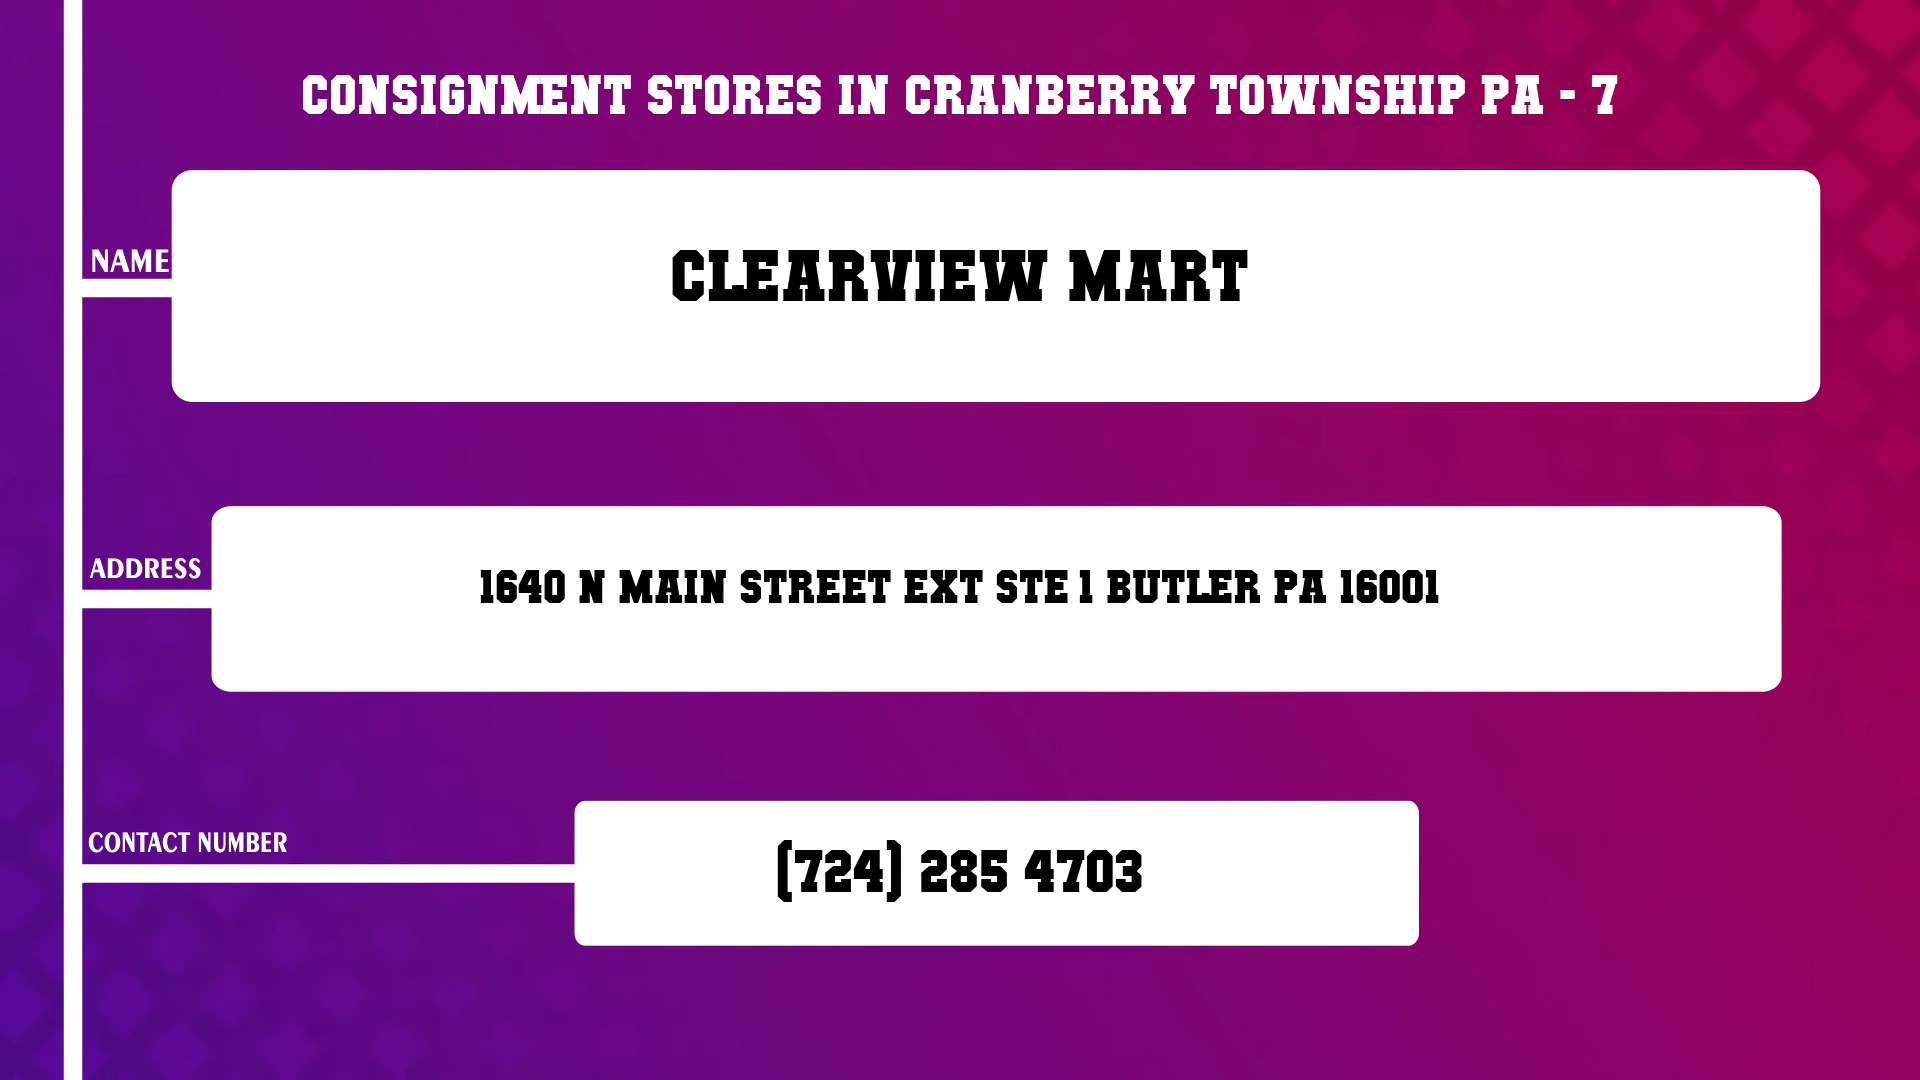 CONSIGNMENT STORES IN CRANBERRY TOWNSHIP PA - 7
NAME
CLEARVIEW MART
ADDRESS
1640 N MAIN STREET EXT STE 1 BUTLER PA 16001
CONTACT NUMBER
(724) 285 4703